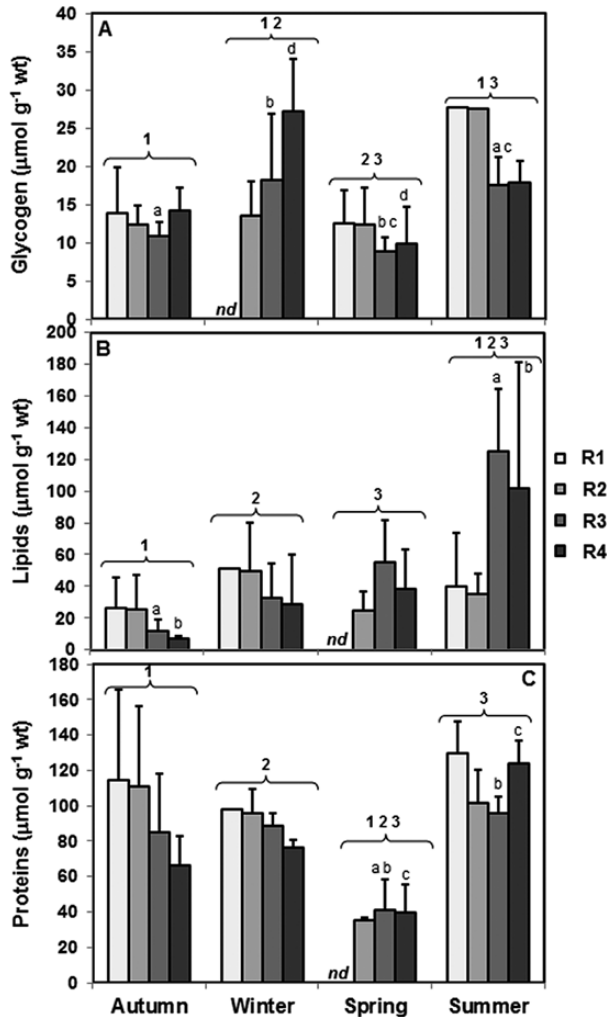 A
Glycogen (µmol g-1 wt)
40
35
30
25
20
15
10
5
0
1
a
1 2
b
d
nd
2 3
b c
d
1 3
a c
B
Lipids (µmol g-1 wt)
200
180
160
140
120
100
80
60
40
20
0
1
a
b
2
3
nd
1 2 3
a
b
R1
R2
R3
R4
C
Proteins (µmol g-1 wt)
180
160
140
120
100
80
60
40
20
0
1
2
1 2 3
a b
c
nd
3
b
c
Autumn Winter Spring Summer